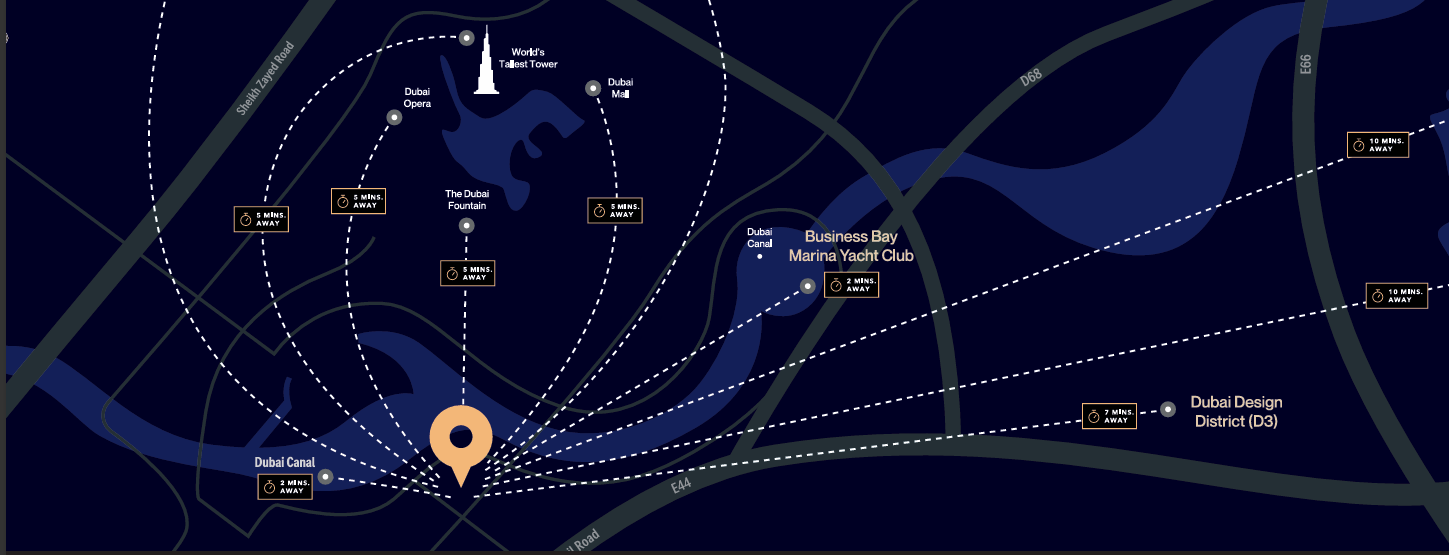 World's
Tallest Tower
Dubai
Mall
Dubai
Opera
Sheikh Zayed Road
D68
E66
10 MINS.
AWAY
5 MINS.
AWAY
5 MINS.
AWAY
5 MINS.
AWAY
The Dubai
Fountain
5 MINS.
AWAY
Dubai
Canal
Business Bay
Marina Yacht Club
2 MINS.
AWAY
10 MINS.
AWAY
7 MINS.
AWAY
Dubai Design
District (D3)
Dubai Canal
2 MINS.
AWAY
E44
Road